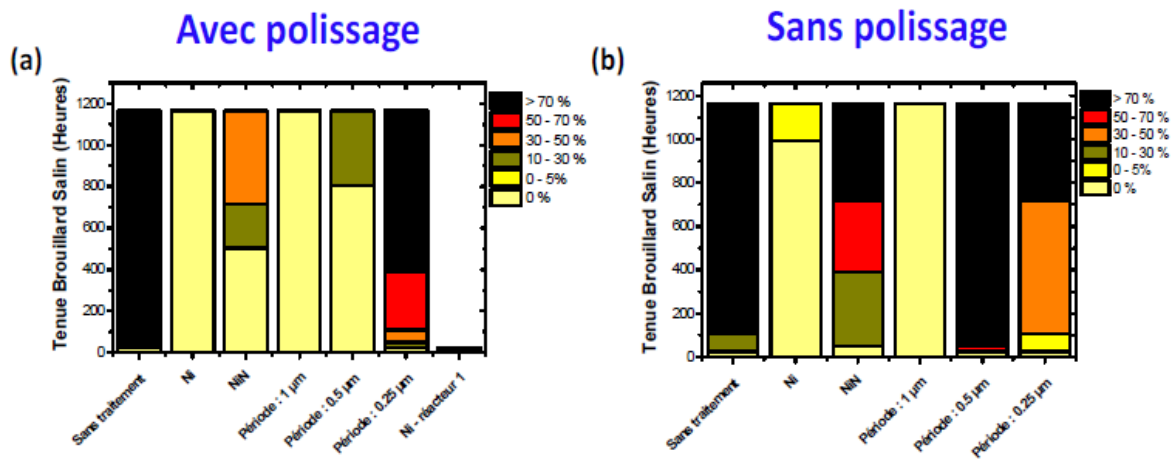 Avec polissage
Sans polissage
(a)
Tenue Brouillard Salin (Heures)
1200
1000
800
600
400
200
0
> 70 %
50 - 70 %
30 - 50 %
10 - 30 %
0 - 5%
0 %
Sans traitement
Ni
NiN
Période : 1 µm
Période : 0.5 µm
Période : 0.25 µm
Ni - réacteur 1
(b)
Tenue Brouillard Salin (Heures)
1200
1000
800
600
400
200
0
> 70 %
50 - 70 %
30 - 50 %
10 - 30 %
0 - 5%
0 %
Sans traitement
Ni
NiN
Période : 1 µm
Période : 0.5 µm
Période : 0.25 µm